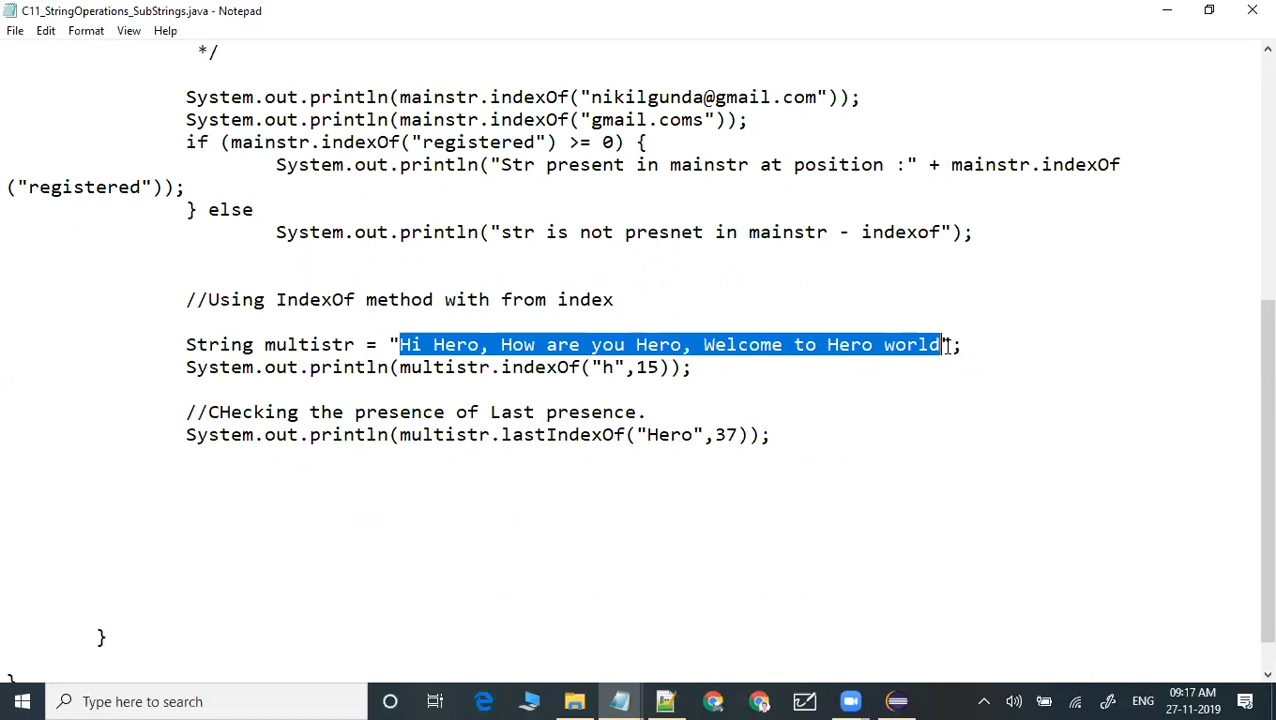 C11_StringOperations_SubStrings.java - Notepad
File Edit Format View Help
*/
System.out.println(mainstr.indexOf("nikilgunda@gmail.com"));
System.out.println(mainstr.indexOf("gmail.coms"));
if (mainstr.indexOf("registered") >= 0) {
System.out.println("Str present in mainstr at position :" + mainstr.indexOf
("registered"));
} else
System.out.println("str is not presnet in mainstr - indexof");
//Using IndexOf method with from index
String multistr = "Hi Hero, How are you Hero, Welcome to Hero world";
System.out.println(multistr.indexOf("h",15));
//CHecking the presence of Last presence.
System.out.println(multistr.lastIndexOf("Hero",37));
}
}
Type here to search
ENG
09:17 AM
27-11-2019